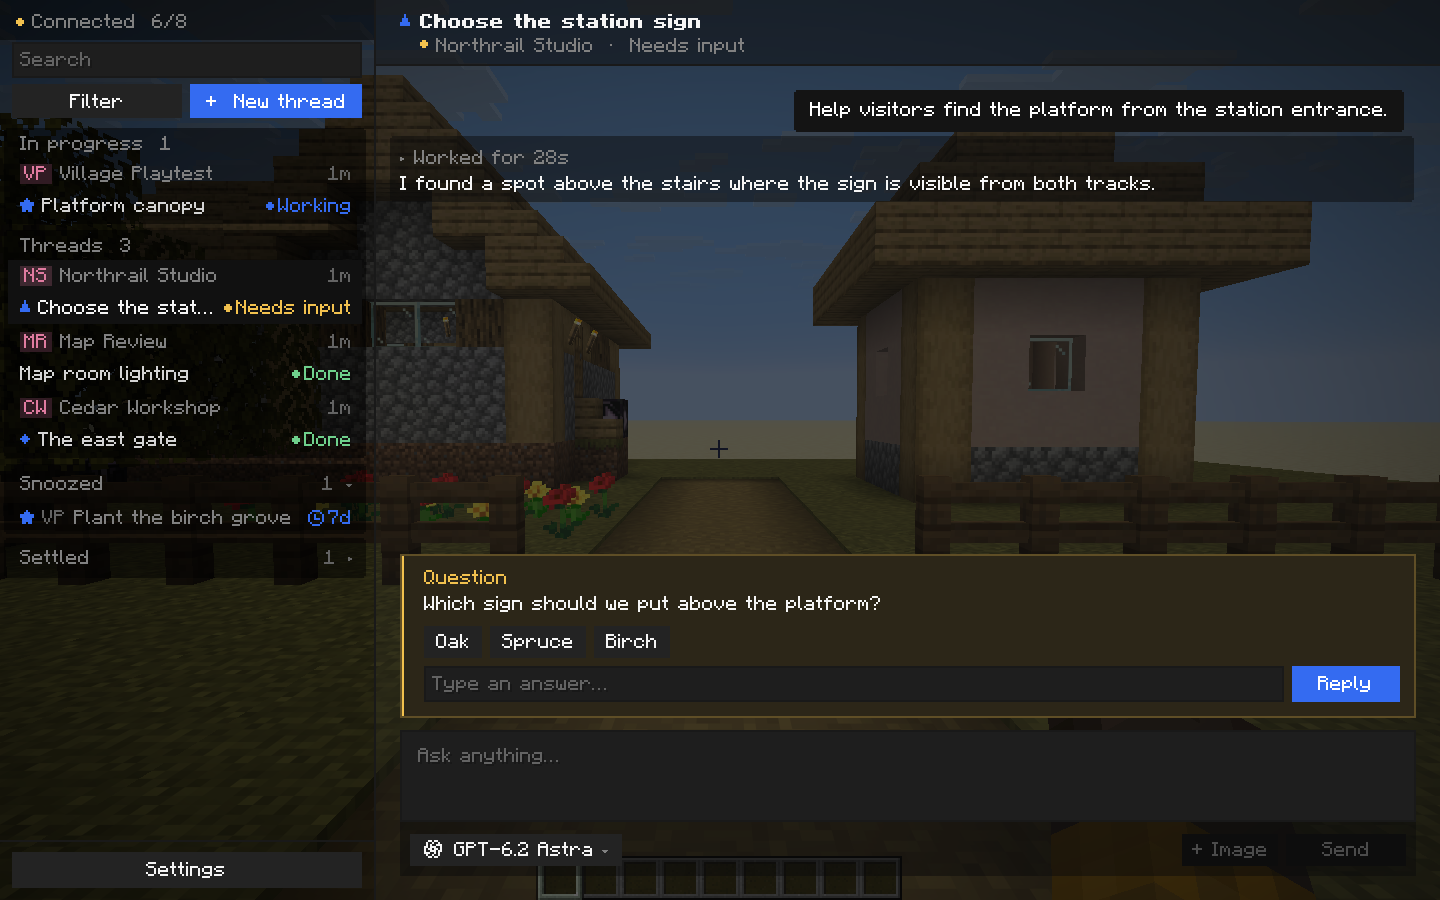 Connected 6/8
Search
Filter
+ New thread
In progress 1
VP Village Playtest 1m
Platform canopy Working
Threads 3
NS Northrail Studio 1m
Choose the stat... Needs input
MR Map Review 1m
Map room lighting Done
CW Cedar Workshop 1m
The east gate Done
Snoozed 1
VP Plant the birch grove 7d
Settled 1
Settings
Choose the station sign
Northrail Studio · Needs input
Help visitors find the platform from the station entrance.
Worked for 28s
I found a spot above the stairs where the sign is visible from both tracks.
Question
Which sign should we put above the platform?
Oak Spruce Birch
Type an answer...
Reply
Ask anything...
GPT-6.2 Astra
+ Image
Send